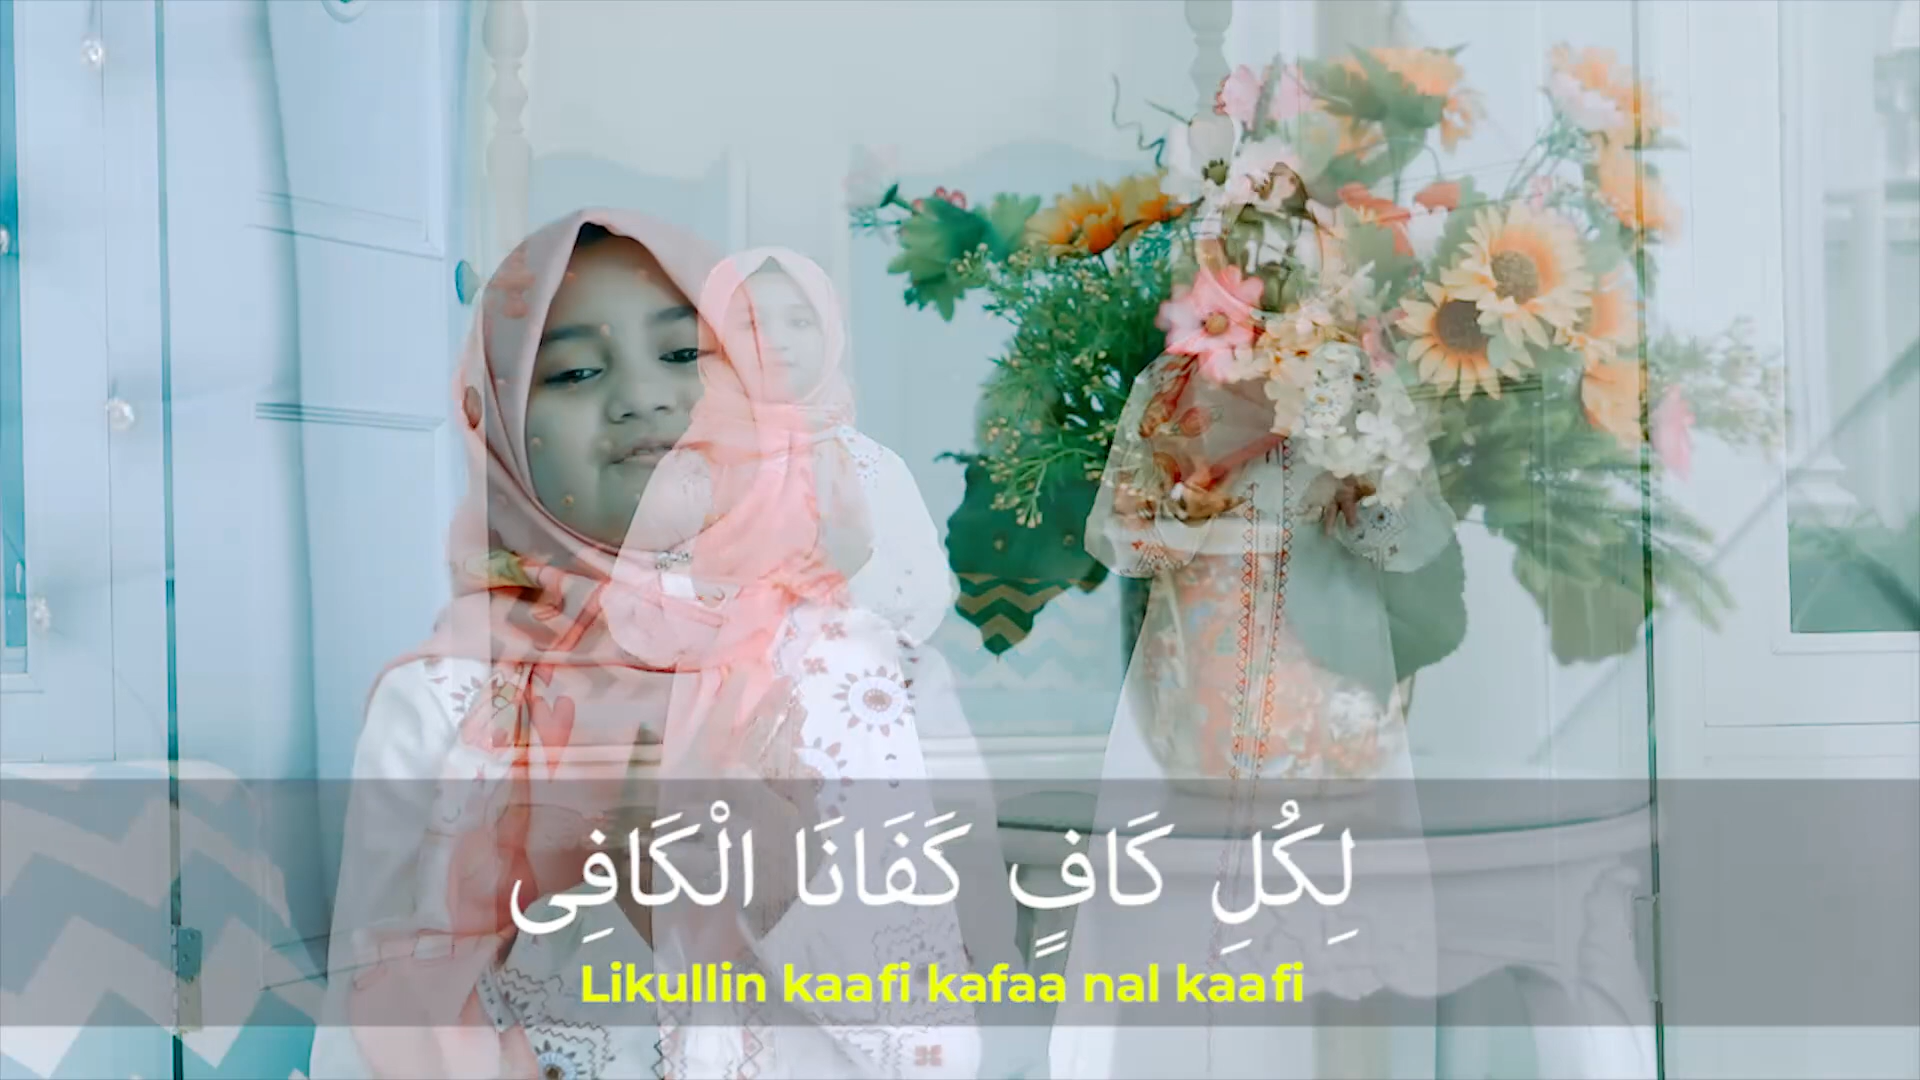 لِكُلِ كَافٍ كَفَانَا الْكَافِى
Likullin kaafi kafaa nal kaafi